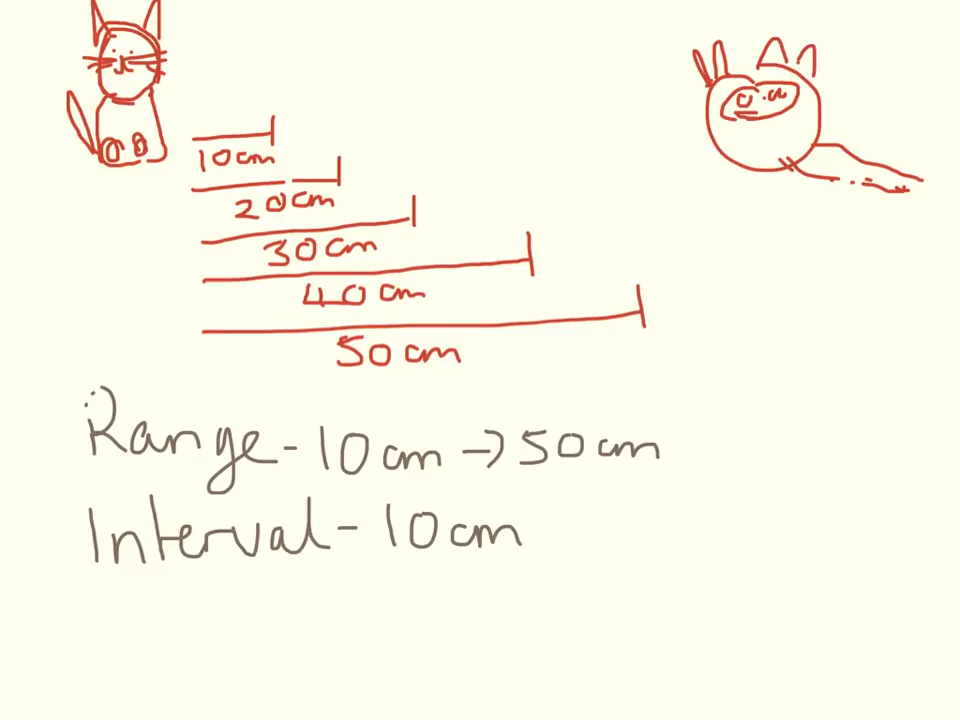 10cm
20cm
30cm
40cm
50cm
Range - 10cm → 50cm
Interval - 10cm